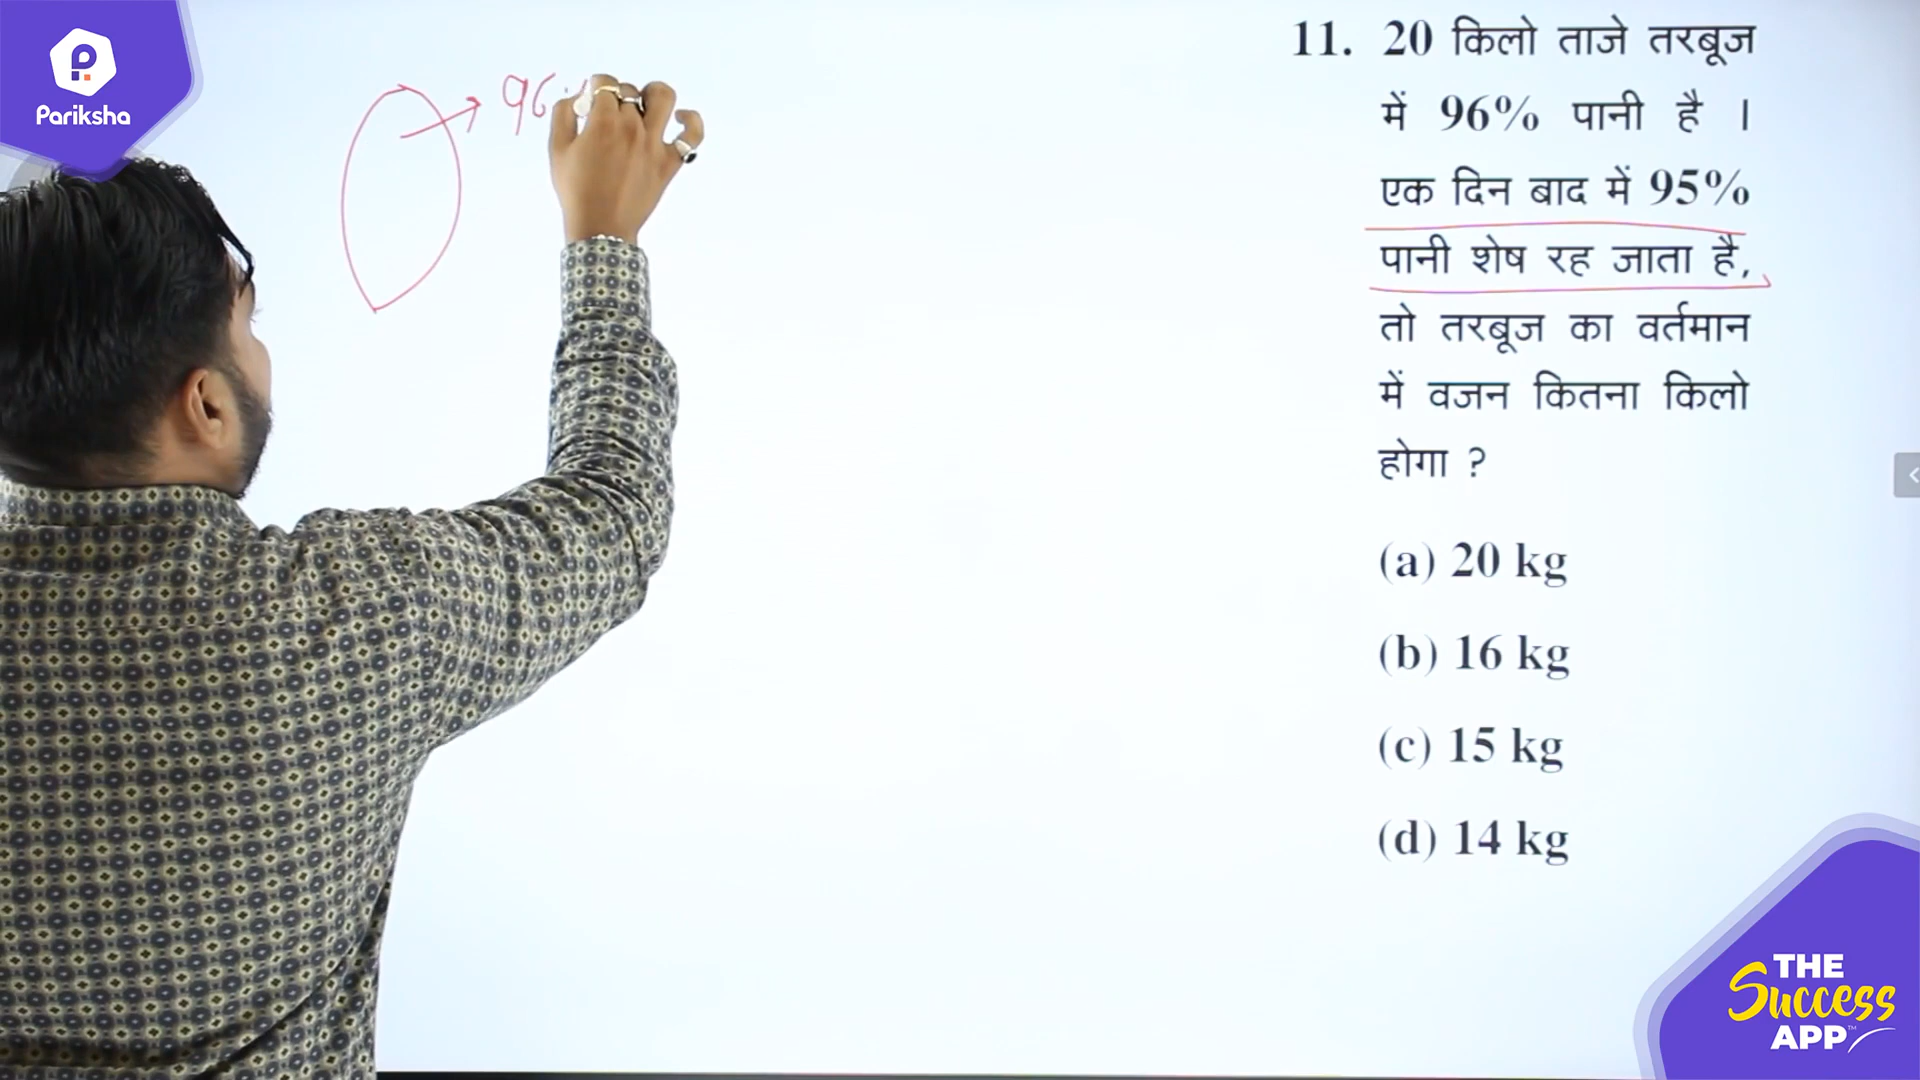 Pariksha
96
11. 20 किलो ताजे तरबूज
में 96% पानी है ।
एक दिन बाद में 95%
पानी शेष रह जाता है,
तो तरबूज का वर्तमान
में वजन कितना किलो
होगा ?
(a) 20 kg
(b) 16 kg
(c) 15 kg
(d) 14 kg
THE
Success
APP™